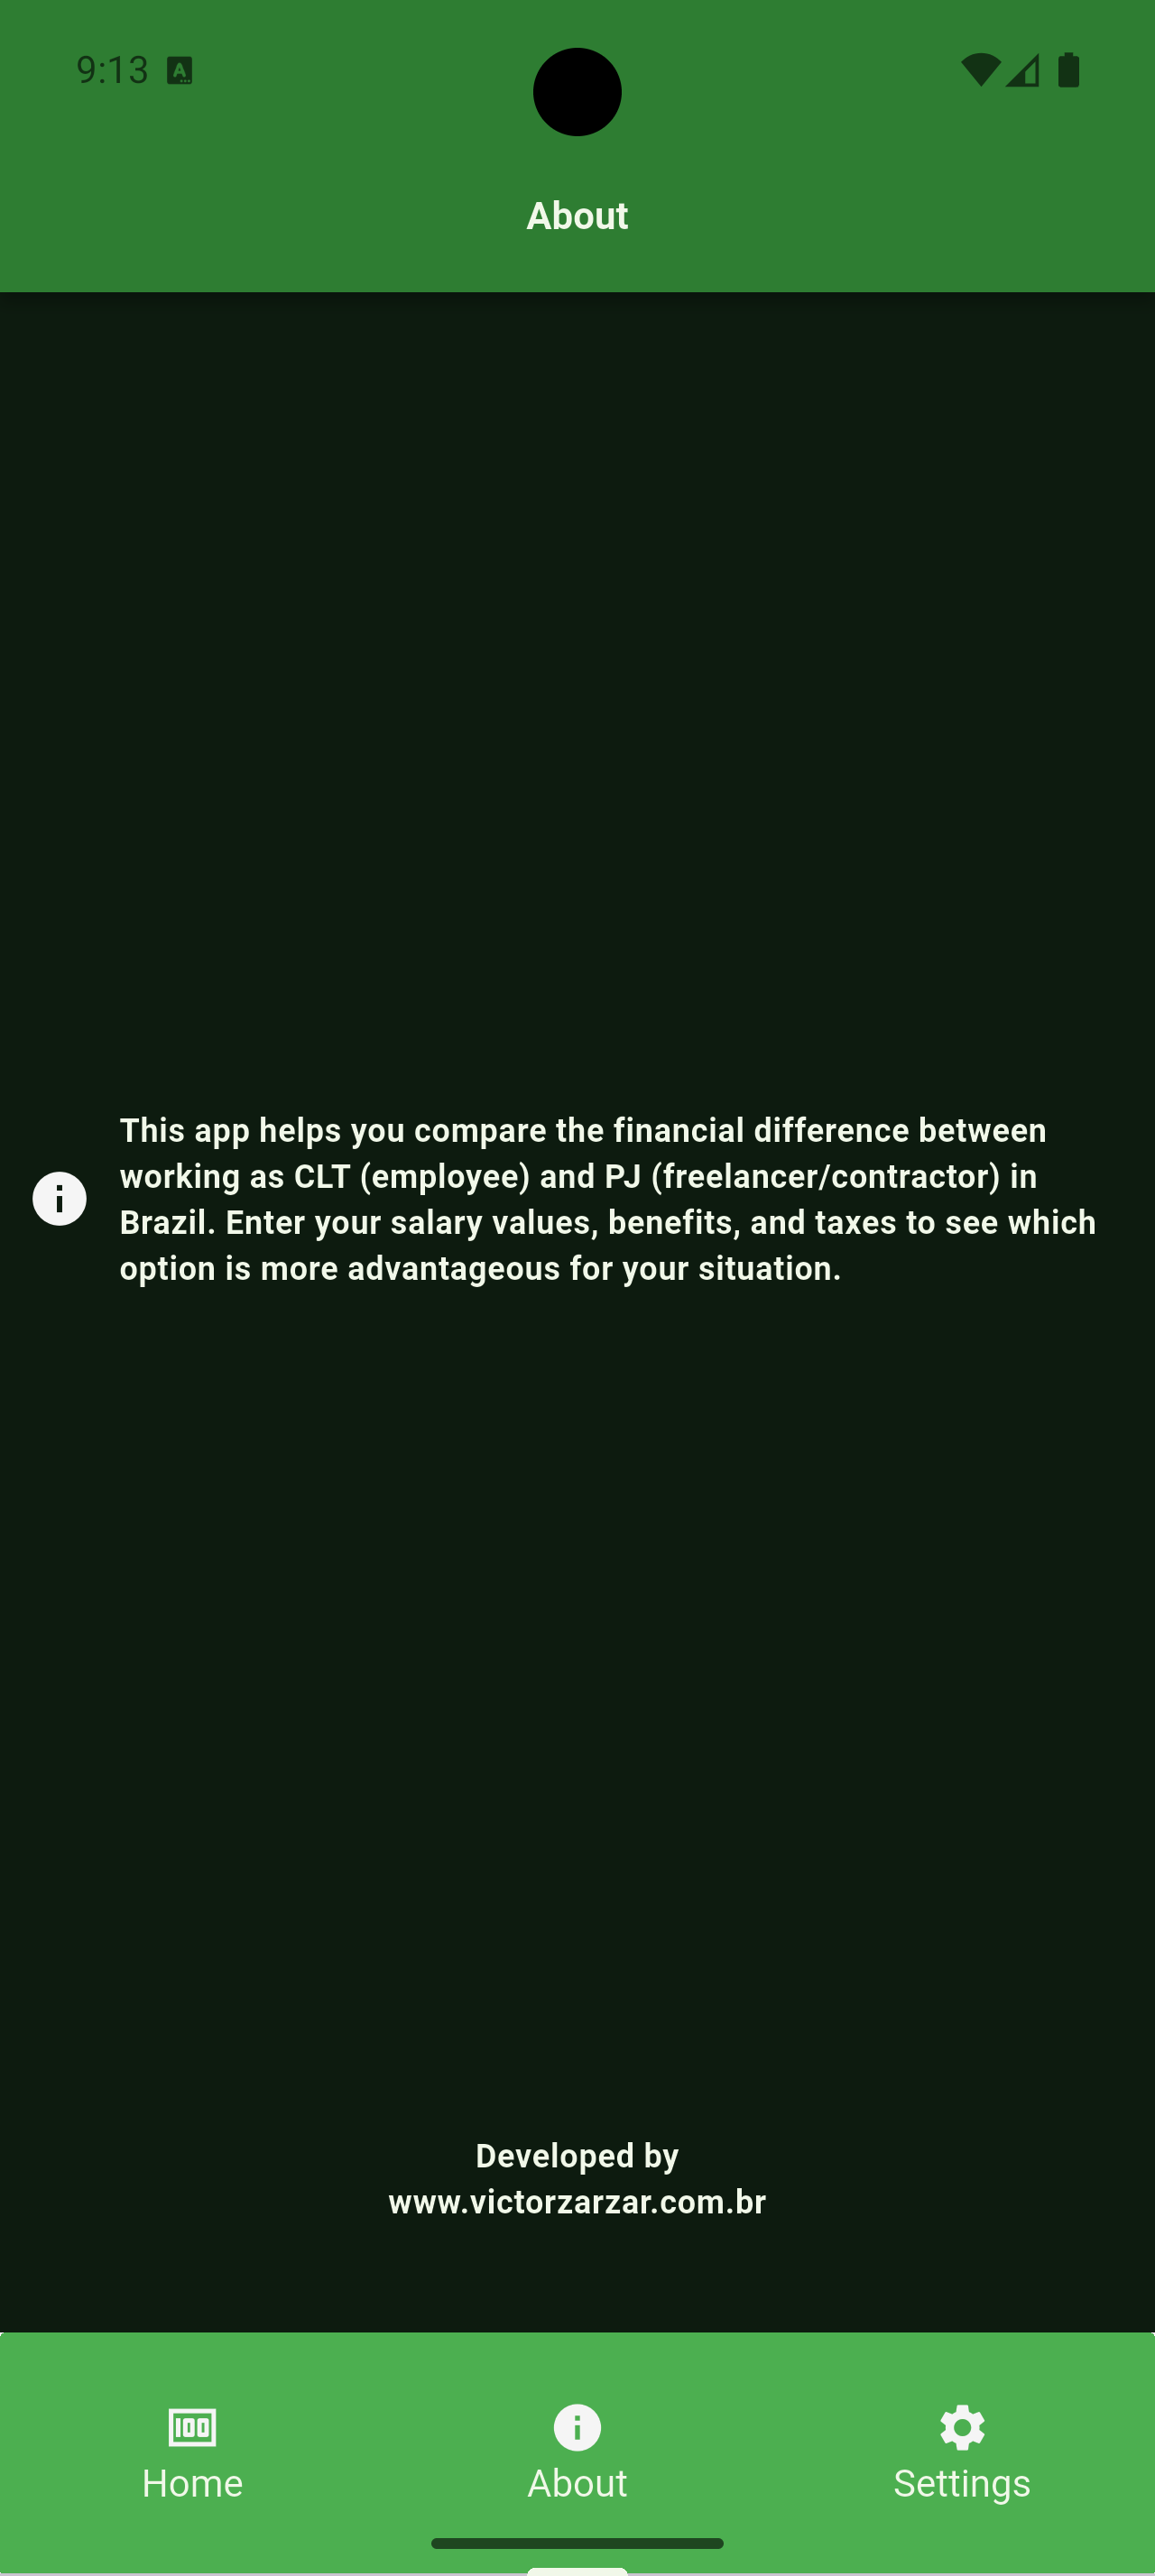 9:13
About
This app helps you compare the financial difference between
working as CLT (employee) and PJ (freelancer/contractor) in
Brazil. Enter your salary values, benefits, and taxes to see which
option is more advantageous for your situation.
Developed by
www.victorzarzar.com.br
Home
About
Settings